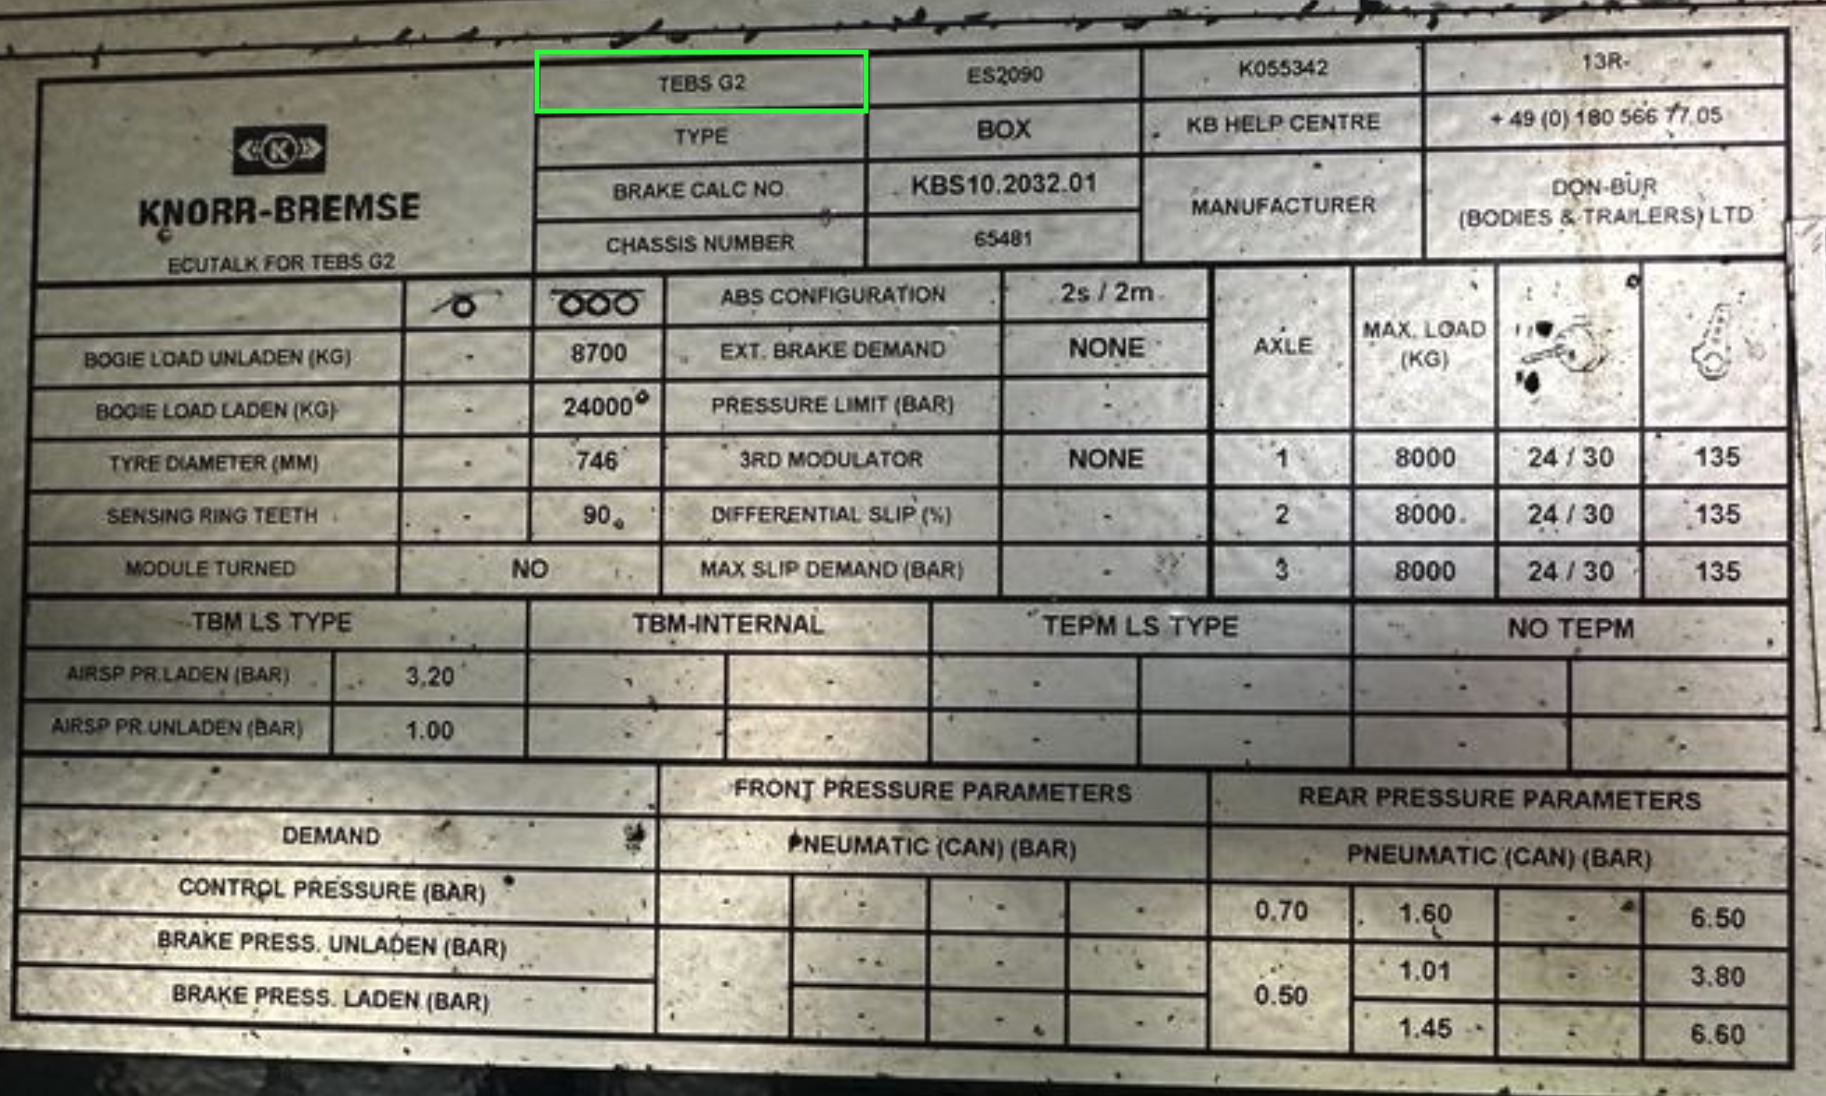 TEBS G2 ES2090 K055342 13R-
KNORR-BREMSE
ECUTALK FOR TEBS G2
TYPE BOX KB HELP CENTRE + 49 (0) 180 566 77 05
BRAKE CALC NO. KBS10.2032.01 MANUFACTURER DON-BUR
(BODIES & TRAILERS) LTD
CHASSIS NUMBER 65481
ABS CONFIGURATION 2s / 2m AXLE MAX. LOAD
(KG)
BOGIE LOAD UNLADEN (KG) - 8700 EXT. BRAKE DEMAND NONE
BOGIE LOAD LADEN (KG) - 24000 PRESSURE LIMIT (BAR) -
TYRE DIAMETER (MM) - 746 3RD MODULATOR NONE 1 8000 24 / 30 135
SENSING RING TEETH - 90 DIFFERENTIAL SLIP (%) - 2 8000 24 / 30 135
MODULE TURNED NO MAX SLIP DEMAND (BAR) - 3 8000 24 / 30 135
TBM LS TYPE TBM-INTERNAL TEPM LS TYPE NO TEPM
AIRSP PR.LADEN (BAR) 3,20 - - - - - -
AIRSP PR.UNLADEN (BAR) 1.00 - - - - - -
FRONT PRESSURE PARAMETERS REAR PRESSURE PARAMETERS
DEMAND PNEUMATIC (CAN) (BAR) PNEUMATIC (CAN) (BAR)
CONTROL PRESSURE (BAR) - - - - 0.70 1.60 - 6.50
BRAKE PRESS. UNLADEN (BAR) - - - - 0.50 1.01 - 3.80
BRAKE PRESS. LADEN (BAR) - - - 1.45 - 6.60